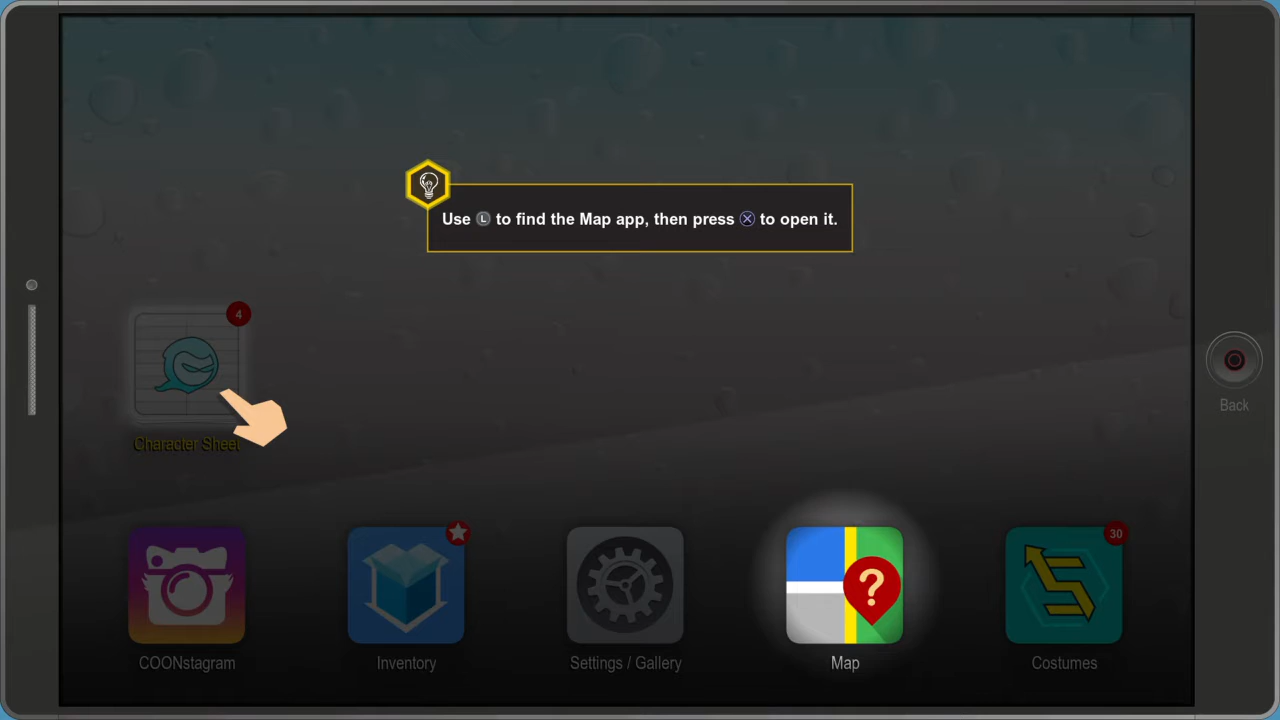 Use L to find the Map app, then press X to open it.
4
Character Sheet
Back
30
?
COONstagram
Inventory
Settings / Gallery
Map
Costumes